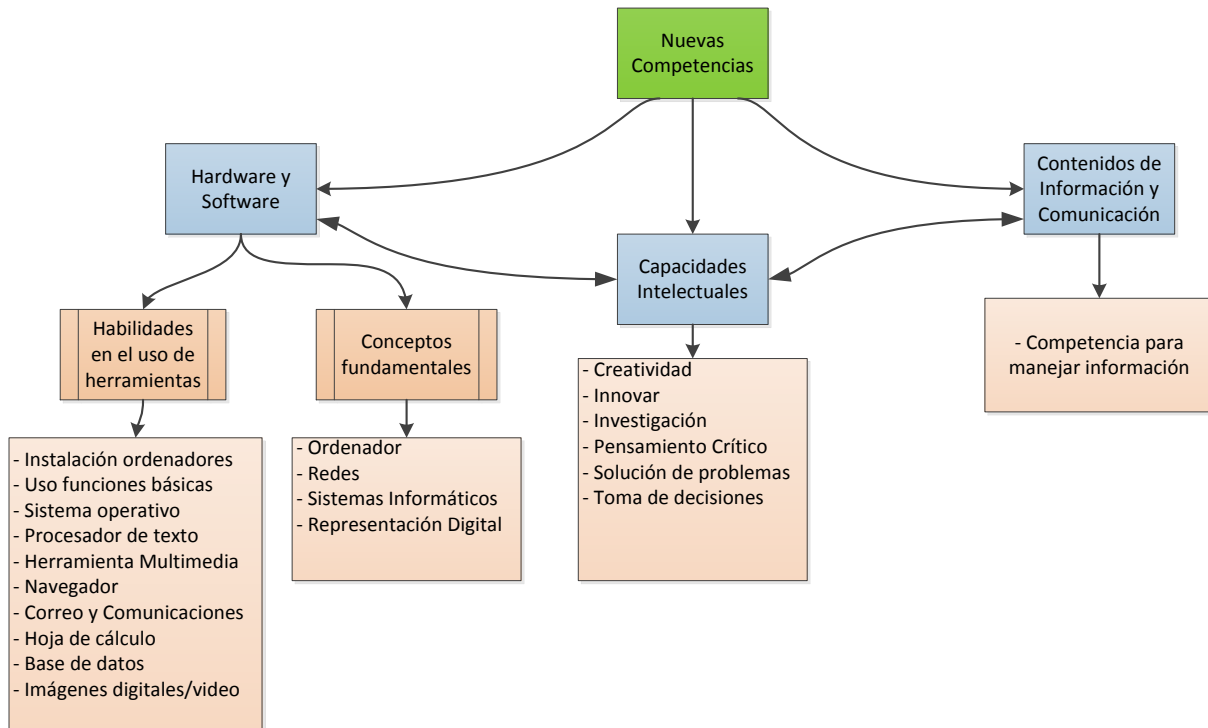 Nuevas
Competencias
Hardware y
Software
Contenidos de
Información y
Comunicación
Capacidades
Intelectuales
Habilidades
en el uso de
herramientas
Conceptos
fundamentales
- Competencia para
manejar información
- Instalación ordenadores
- Uso funciones básicas
- Sistema operativo
- Procesador de texto
- Herramienta Multimedia
- Navegador
- Correo y Comunicaciones
- Hoja de cálculo
- Base de datos
- Imágenes digitales/video
- Ordenador
- Redes
- Sistemas Informáticos
- Representación Digital
- Creatividad
- Innovar
- Investigación
- Pensamiento Crítico
- Solución de problemas
- Toma de decisiones